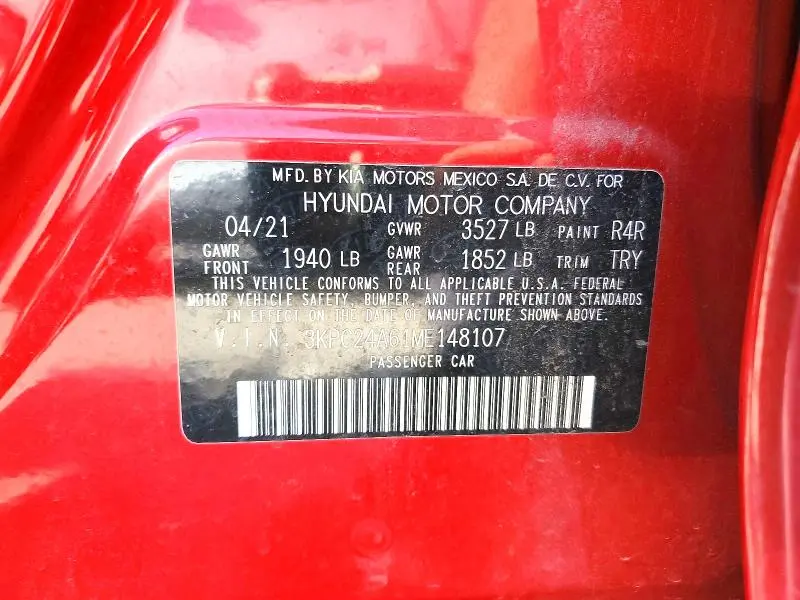 MFD. BY KIA MOTORS MEXICO S.A. DE C.V. FOR
HYUNDAI MOTOR COMPANY
04/21 GVWR 3527 LB PAINT R4R
GAWR FRONT 1940 LB GAWR REAR 1852 LB TRIM TRY
THIS VEHICLE CONFORMS TO ALL APPLICABLE U.S.A. FEDERAL
MOTOR VEHICLE SAFETY, BUMPER, AND THEFT PREVENTION STANDARDS
IN EFFECT ON THE DATE OF MANUFACTURE SHOWN ABOVE.
V.I.N. 3KPC24A61ME148107
PASSENGER CAR